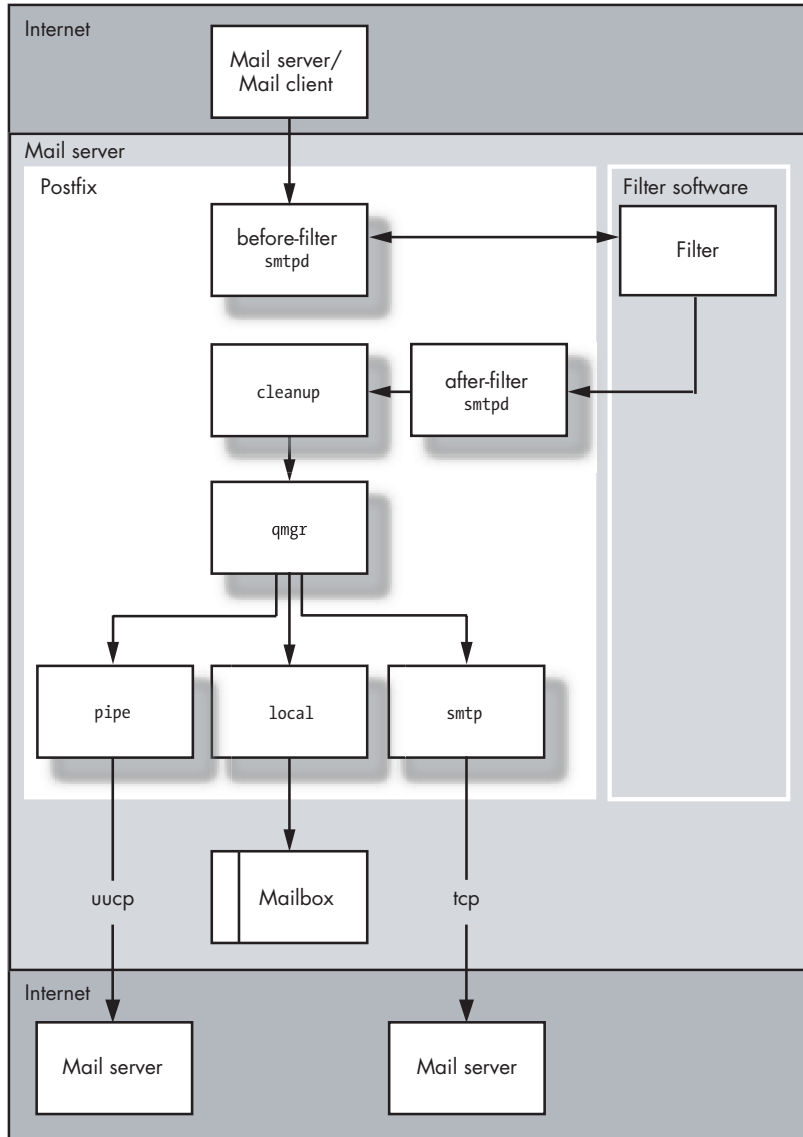 Internet
Mail server/
Mail client
Mail server
Postfix
Filter software
before-filter
smtpd
Filter
cleanup
after-filter
smtpd
qmgr
pipe
local
smtp
uucp
Mailbox
tcp
Internet
Mail server
Mail server